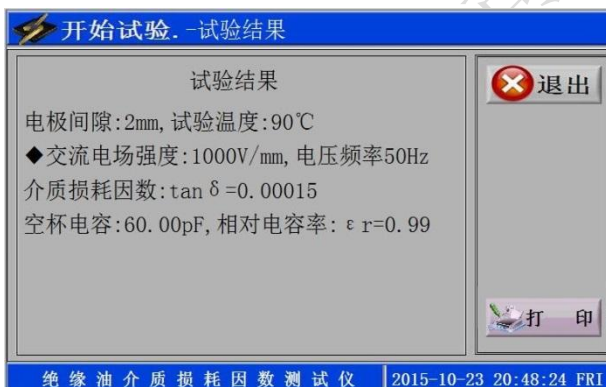 开始试验.-试验结果
试验结果
电极间隙:2mm,试验温度:90℃
◆交流电场强度:1000V/mm,电压频率50Hz
介质损耗因数:tanδ=0.00015
空杯电容:60.00pF,相对电容率:εr=0.99
退出
打 印
绝缘油介质损耗因数测试仪 2015-10-23 20:48:24 FRI